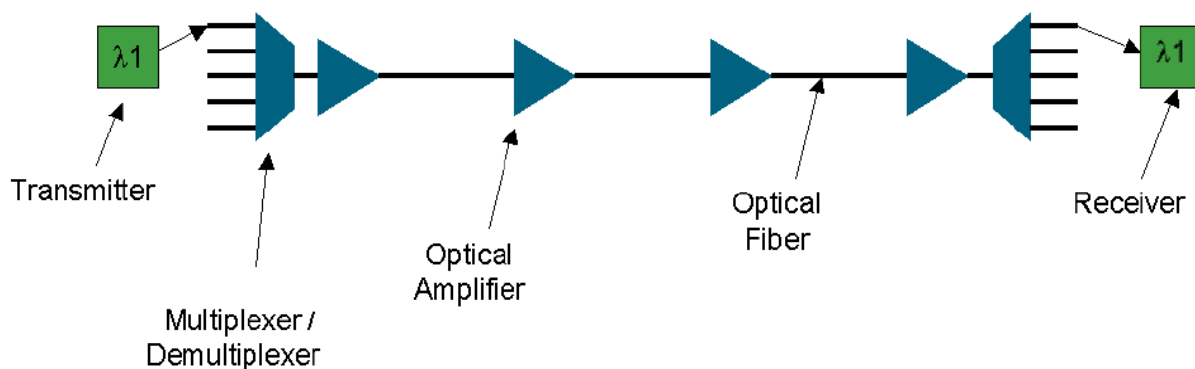 λ1
λ1
Transmitter
Optical
Fiber
Receiver
Optical
Amplifier
Multiplexer /
Demultiplexer